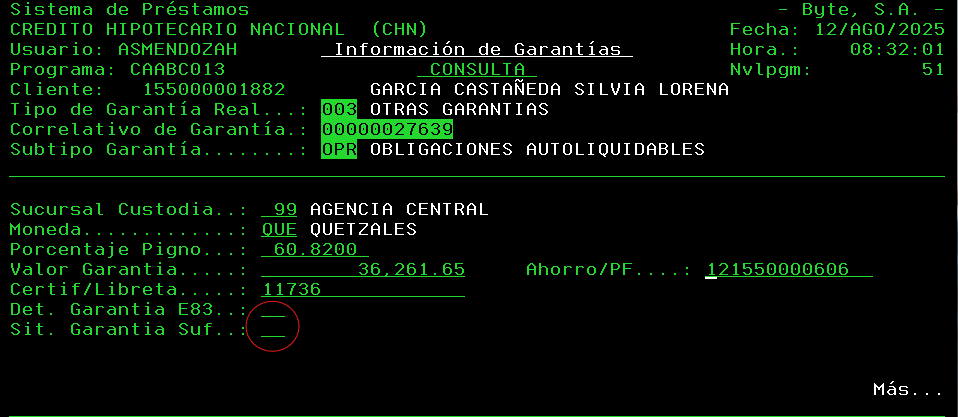 Sistema de Préstamos - Byte, S.A. -
CREDITO HIPOTECARIO NACIONAL (CHN) Fecha: 12/AGO/2025
Usuario: ASMENDOZAH Información de Garantías Hora.: 08:32:01
Programa: CAABC013 CONSULTA Nvlpgm: 51
Cliente: 155000001882 GARCIA CASTAÑEDA SILVIA LORENA
Tipo de Garantía Real...: 003 OTRAS GARANTIAS
Correlativo de Garantía.: 00000027639
Subtipo Garantía........: OPR OBLIGACIONES AUTOLIQUIDABLES
Sucursal Custodia..: 99 AGENCIA CENTRAL
Moneda.............: QUE QUETZALES
Porcentaje Pigno...: 60.8200
Valor Garantia.....: 36,261.65 Ahorro/PF....: 121550000606
Certif/Libreta.....: 11736
Det. Garantia E83..:
Sit. Garantia Suf..:
Más...